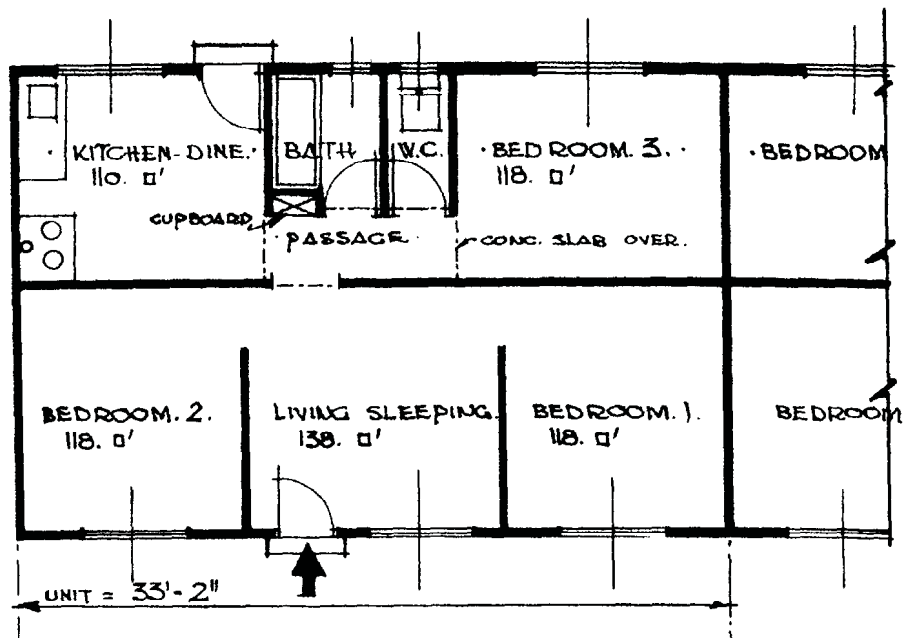 KITCHEN-DINE.
110. □'
BATH
W.C.
BEDROOM. 3.
118. □'
BEDROOM
CUPBOARD
PASSAGE
CONC. SLAB OVER.
BEDROOM. 2.
118. □'
LIVING SLEEPING.
138. □'
BEDROOM. 1.
118. □'
BEDROOM
UNIT = 33'-2"